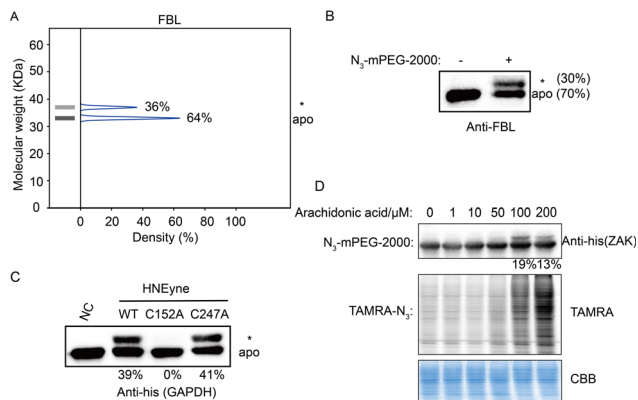 A
FBL
Molecular weight (KDa)
60
50
40
30
20
10
0
36%
64%
*
apo
0 20 40 60 80 100
Density (%)
B
N3-mPEG-2000: - +
* (30%)
apo (70%)
Anti-FBL
C
HNEyne
NC WT C152A C247A
*
apo
39% 0% 41%
Anti-his (GAPDH)
D
Arachidonic acid/μM: 0 1 10 50 100 200
N3-mPEG-2000: Anti-his(ZAK)
19% 13%
TAMRA-N3: TAMRA
CBB